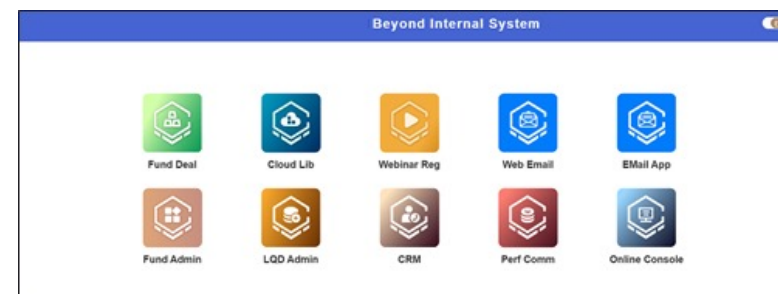 Beyond Internal System
Fund Deal Cloud Lib Webinar Reg Web Email EMail App
Fund Admin LQD Admin CRM Perf Comm Online Console